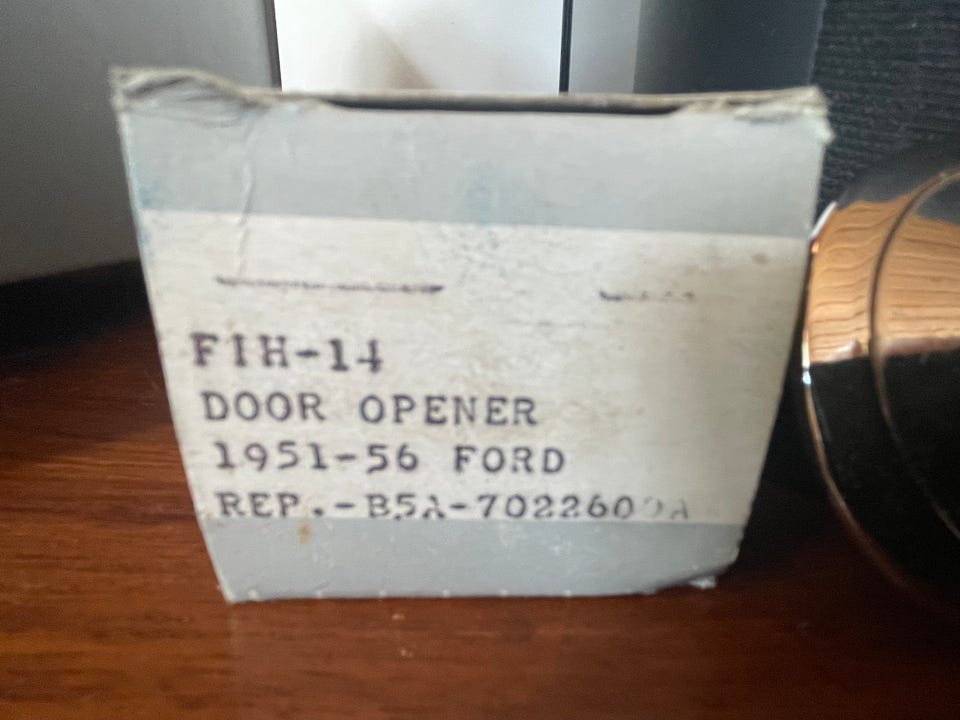 FIH-14
DOOR OPENER
1951-56 FORD
REP.-B5A-7022600A